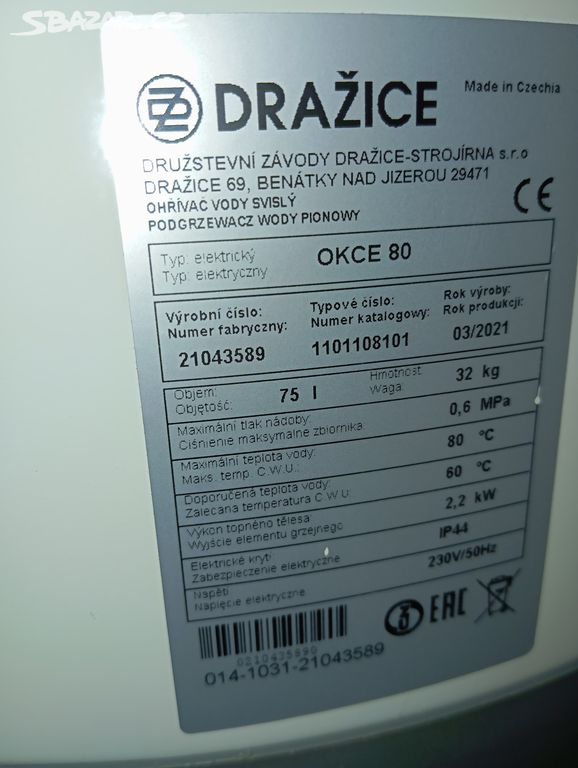 SBAZAR.CZ
DRAŽICE
Made in Czechia
DRUŽSTEVNÍ ZÁVODY DRAŽICE-STROJÍRNA s.r.o
DRAŽICE 69, BENÁTKY NAD JIZEROU 29471
OHŘÍVAČ VODY SVISLÝ
PODGRZEWACZ WODY PIONOWY
CE
Typ: elektrický
Typ: elektryczny
OKCE 80
Výrobní číslo:
Numer fabryczny:
21043589
Typové číslo:
Numer katalogowy:
1101108101
Rok výroby:
Rok produkcji:
03/2021
Objem:
Objętość:
75 l
Hmotnost
Waga:
32 kg
Maximální tlak nádoby:
Ciśnienie maksymalne zbiornika:
0,6 MPa
Maximální teplota vody:
Maks. temp. C.W.U.:
80 °C
Doporučená teplota vody:
Zalecana temperatura C.W.U:
60 °C
Výkon topného tělesa:
Wyjście elementu grzejnego
2,2 kW
Elektrické krytí:
Zabezpieczenie elektryczne
IP44
Napětí
Napięcie elektryczne
230V/50Hz
0210435890
014-1031-21043589
EAC